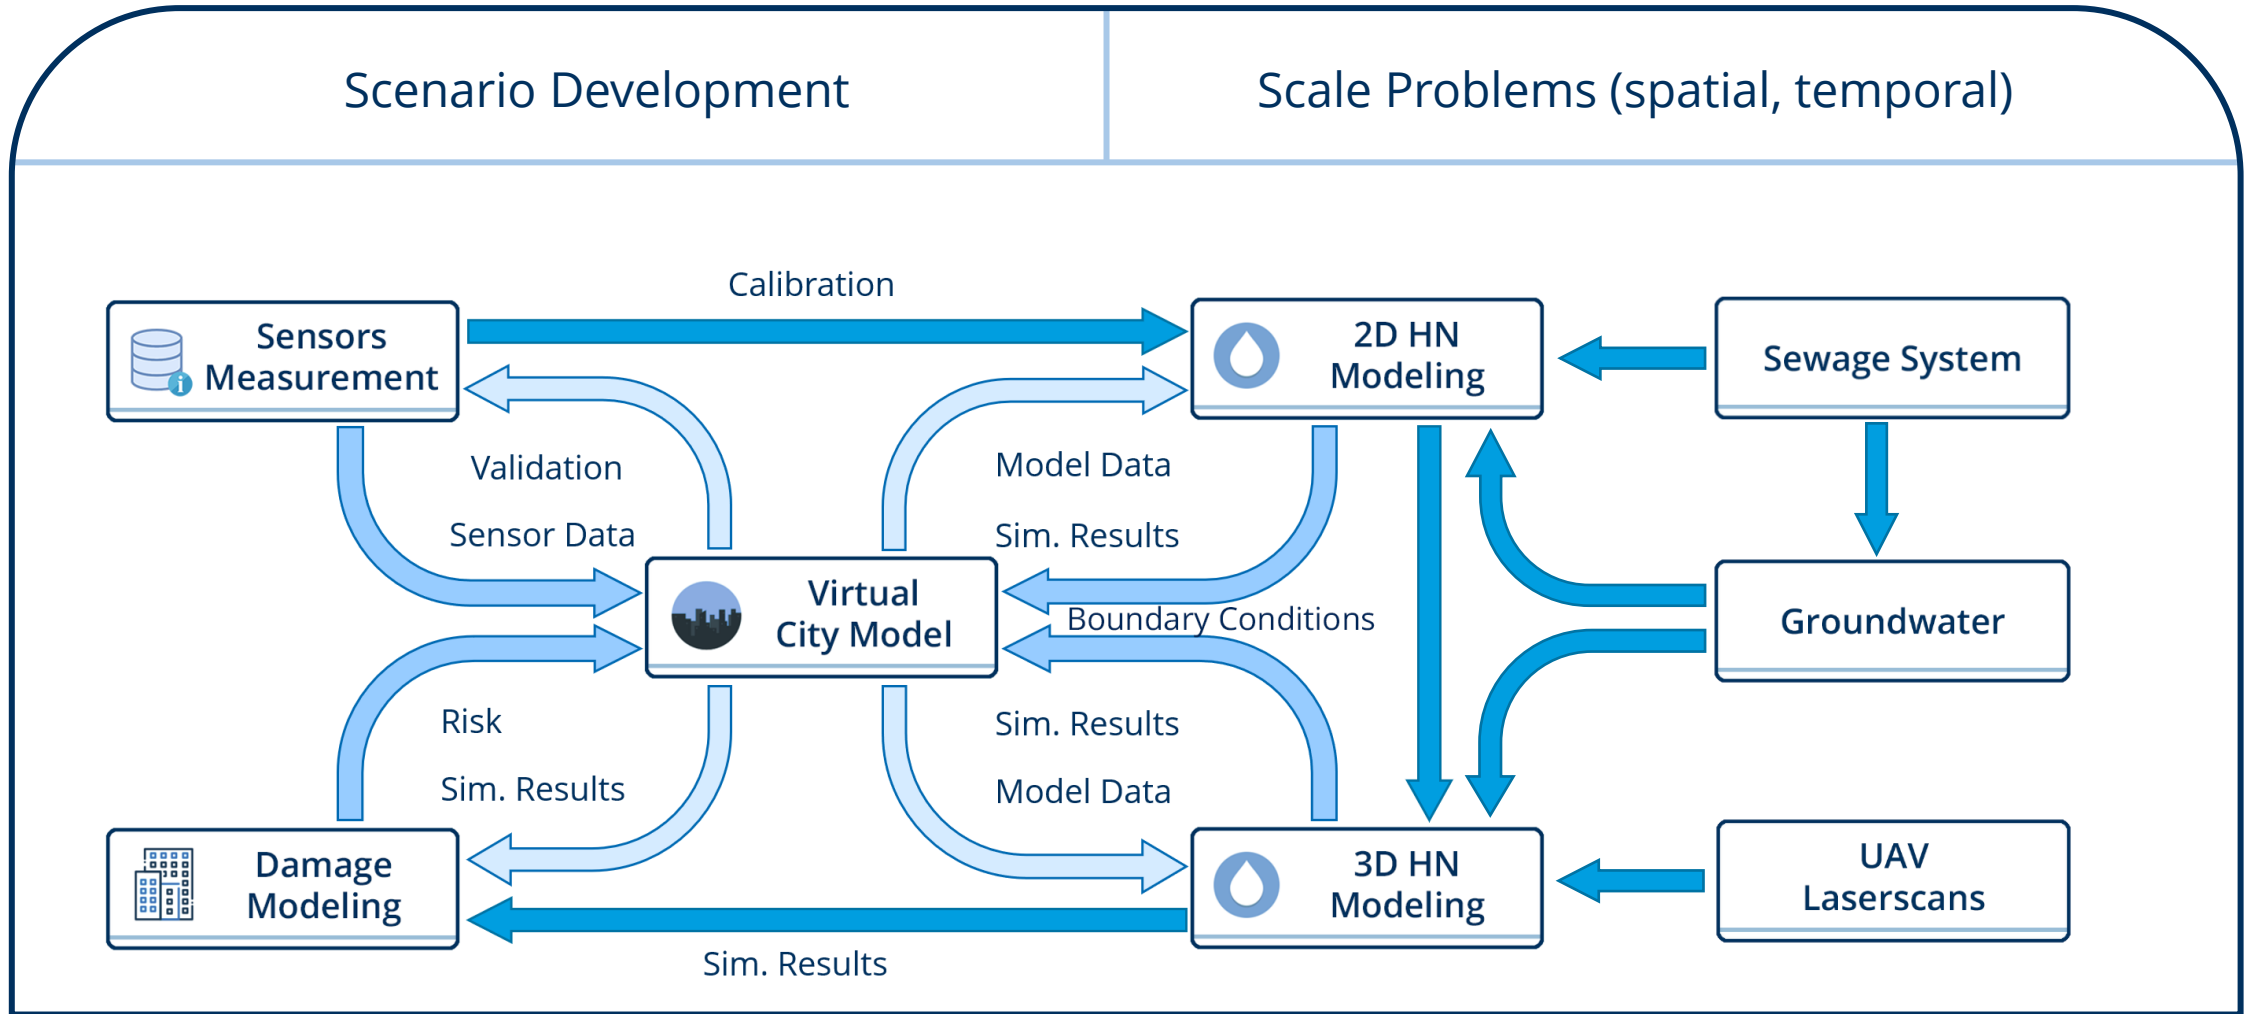 Scenario Development
Scale Problems (spatial, temporal)
Calibration
Sensors
Measurement
2D HN
Modeling
Sewage System
Validation
Model Data
Sensor Data
Sim. Results
Virtual
City Model
Boundary Conditions
Groundwater
Risk
Sim. Results
Sim. Results
Model Data
Damage
Modeling
3D HN
Modeling
UAV
Laserscans
Sim. Results